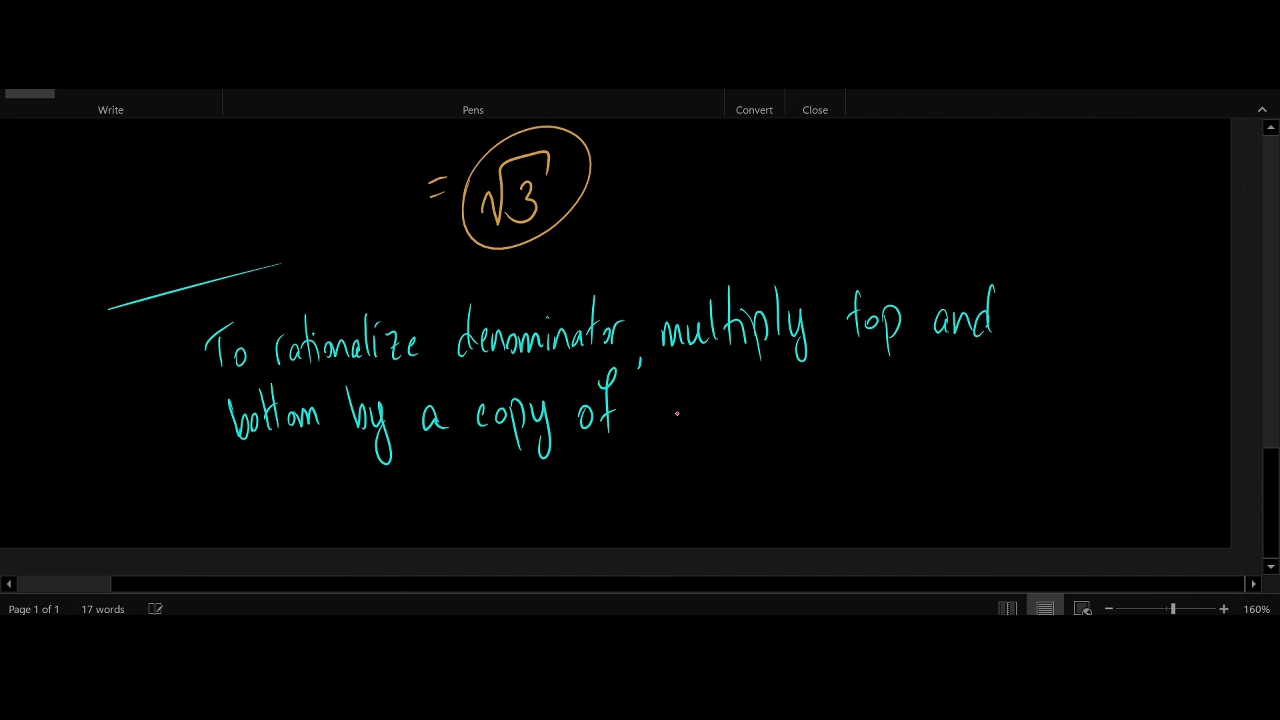 Write Pens Convert Close
= √3
To rationalize denominator, multiply top and
bottom by a copy of
Page 1 of 1 17 words 160%